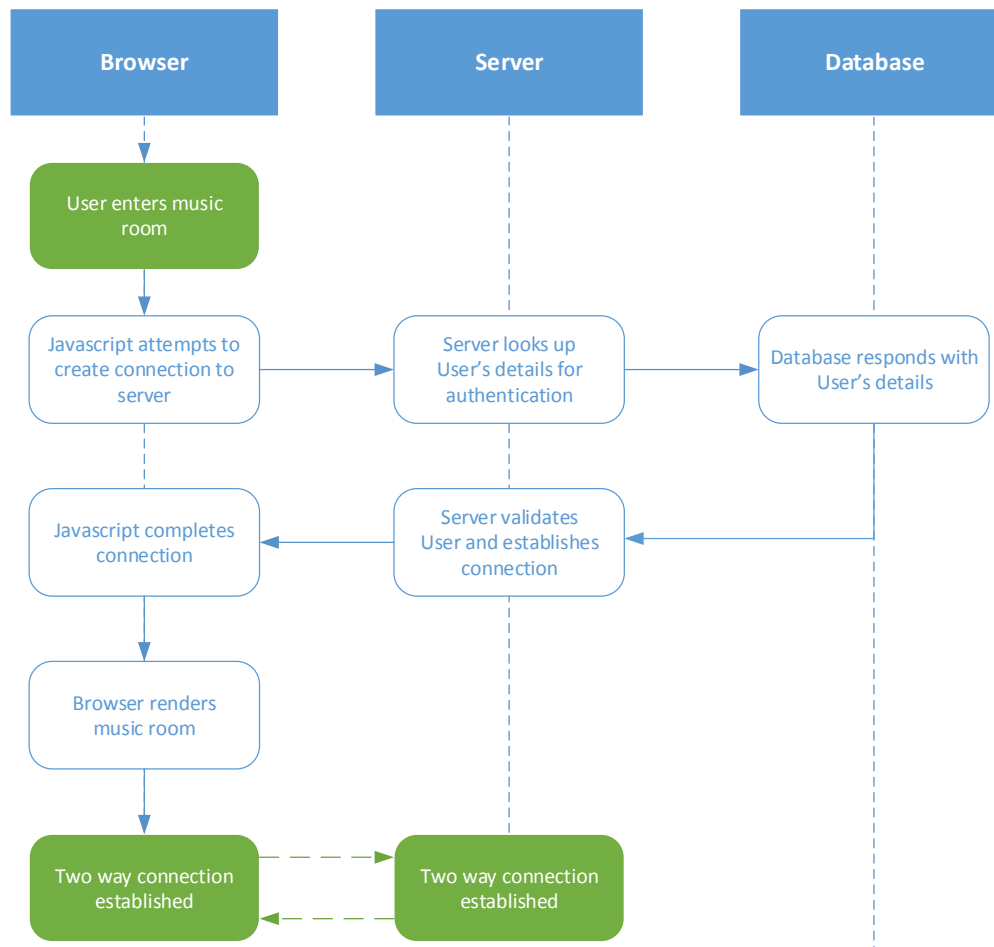 Browser
Server
Database
User enters music
room
Javascript attempts to
create connection to
server
Server looks up
User’s details for
authentication
Database responds with
User’s details
Javascript completes
connection
Server validates
User and establishes
connection
Browser renders
music room
Two way connection
established
Two way connection
established